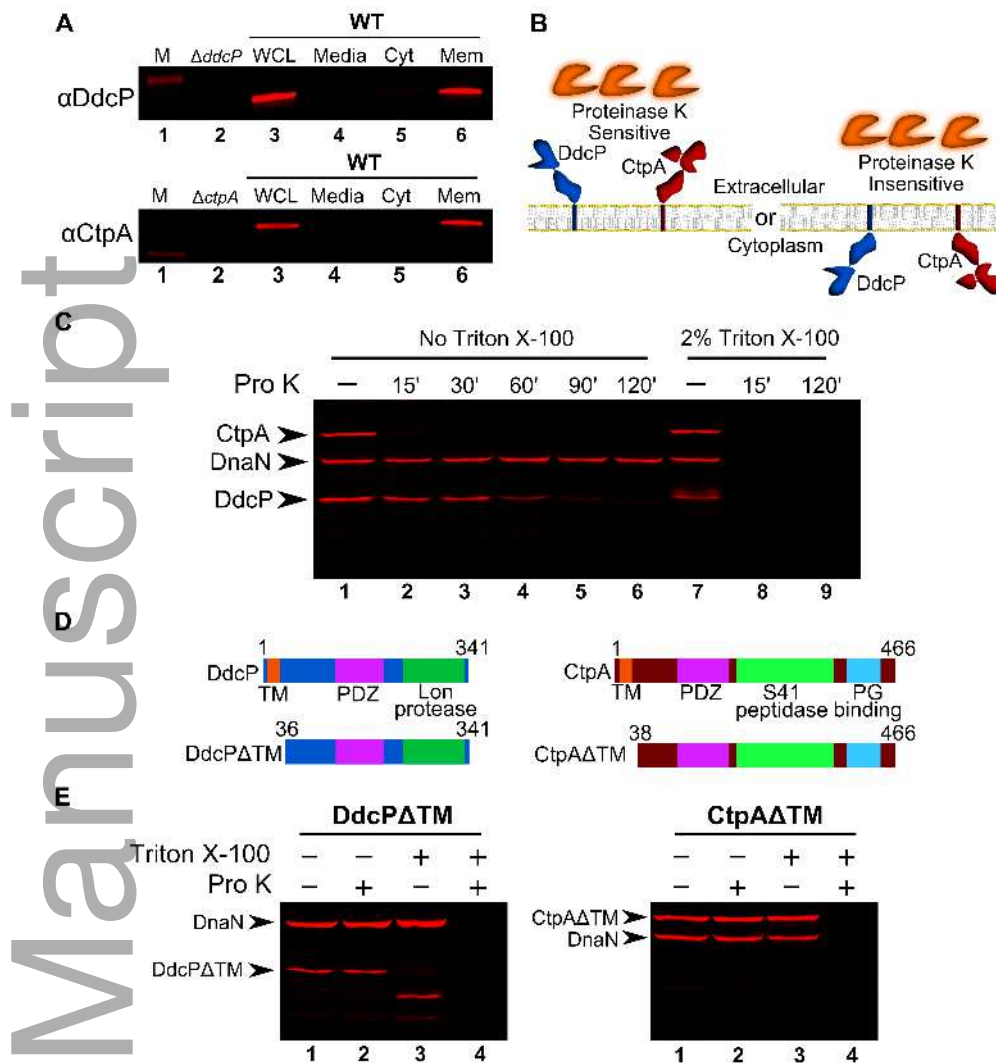 Manuscript
A
WT
M ΔddcP WCL Media Cyt Mem
αDdcP
1 2 3 4 5 6
WT
M ΔctpA WCL Media Cyt Mem
αCtpA
1 2 3 4 5 6
B
Proteinase K
Sensitive
DdcP
CtpA
Extracellular
or
Cytoplasm
Proteinase K
Insensitive
CtpA
DdcP
C
No Triton X-100 2% Triton X-100
Pro K – 15' 30' 60' 90' 120' – 15' 120'
CtpA
DnaN
DdcP
1 2 3 4 5 6 7 8 9
D
1 341
DdcP
TM PDZ Lon
protease
36 341
DdcPΔTM
1 466
CtpA
TM PDZ S41 PG
peptidase binding
38 466
CtpAΔTM
E
DdcPΔTM CtpAΔTM
Triton X-100 – – + + – – + +
Pro K – + – + – + – +
DnaN
DdcPΔTM
1 2 3 4
CtpAΔTM
DnaN
1 2 3 4